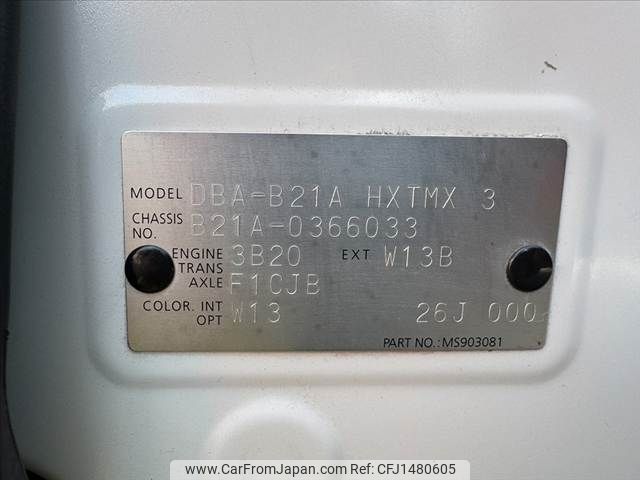 MODEL DBA-B21A HXTMX 3
CHASSIS NO. B21A-0366033
ENGINE 3B20 EXT W13B
TRANS AXLE F1CJB
COLOR. INT OPT W13 26J 000
PART NO.: MS903081
www.CarFromJapan.com - CFJ1480605